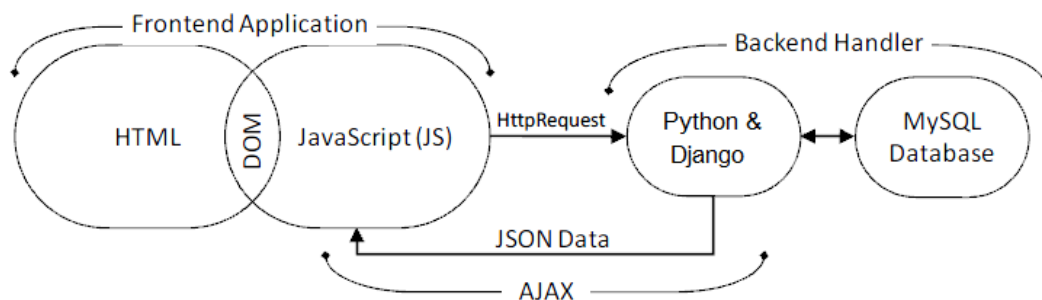 Frontend Application
Backend Handler
HTML
DOM
JavaScript (JS)
HttpRequest
Python &
Django
MySQL
Database
JSON Data
AJAX